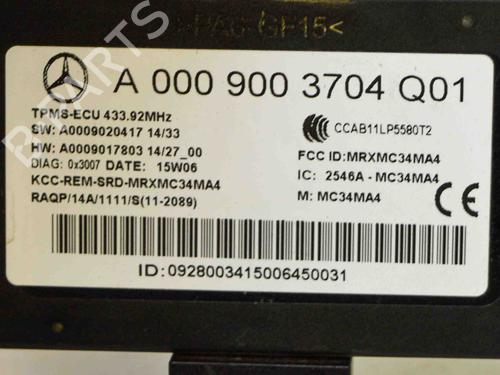 >PA6-GF15<
A 000 900 3704 Q01
TPMS-ECU 433.92MHz
SW: A0009020417 14/33
HW: A0009017803 14/27_00
DIAG: 0x3007 DATE: 15W06
KCC-REM-SRD-MRXMC34MA4
RAQP/14A/1111/S(11-2089)
CCAB11LP5580T2
FCC ID:MRXMC34MA4
IC: 2546A - MC34MA4
M: MC34MA4
CE
ID: 0928003415006450031